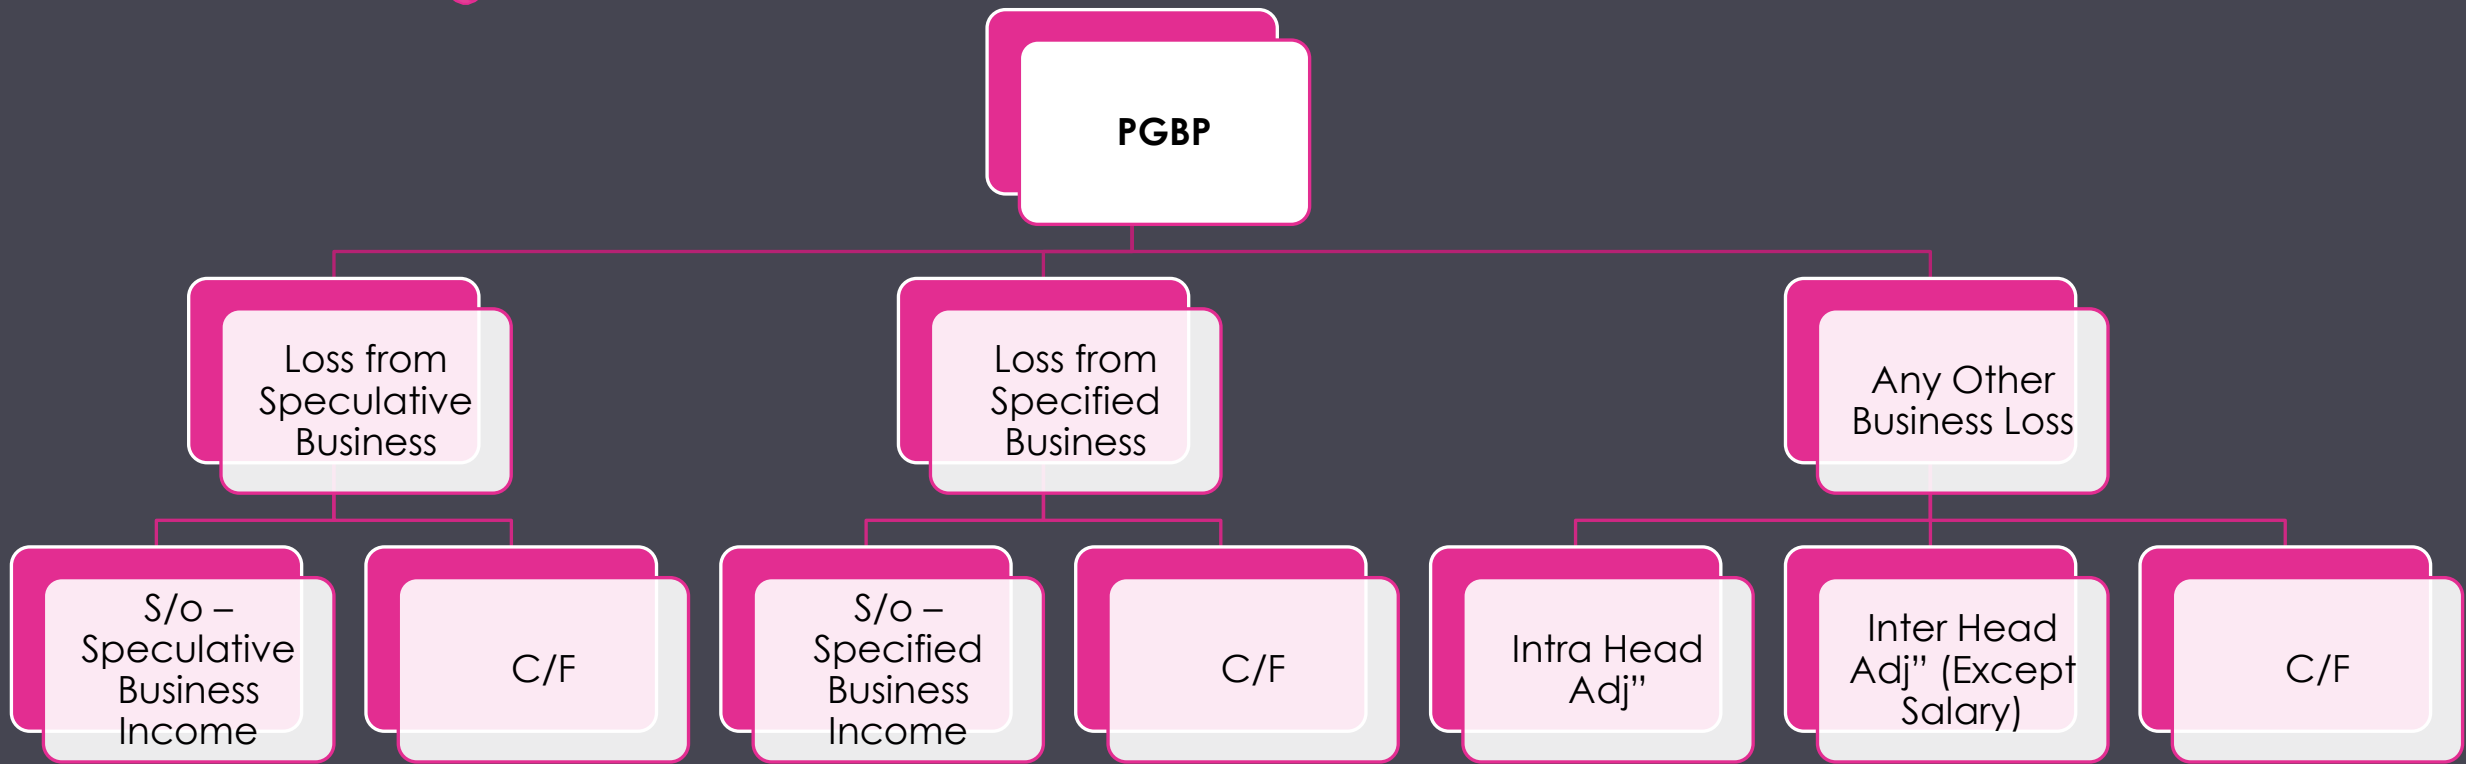 PGBP
Loss from
Speculative
Business
Loss from
Specified
Business
Any Other
Business Loss
S/o –
Speculative
Business
Income
C/F
S/o –
Specified
Business
Income
C/F
Intra Head
Adj”
Inter Head
Adj” (Except
Salary)
C/F